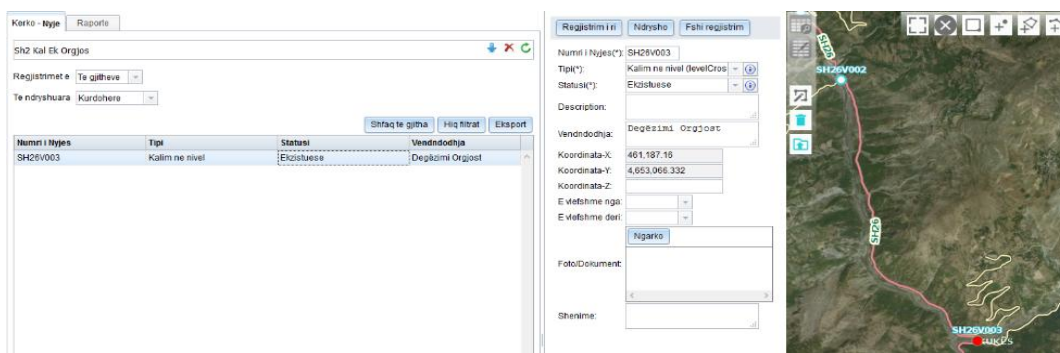 Kerko - Nyje
Raporte
Sh2 Kal Ek Orgjos
Regjistrimet e
Te gjitheve
Te ndryshuara
Kurdohere
Shfaq te gjitha
Hiq filtrat
Eksport
Numri i Nyjes
Tipi
Statusi
Vendndodhja
SH26V003
Kalim ne nivel
Ekzistuese
Degëzimi Orgjost
Regjistrim i ri
Ndrysho
Fshi regjistrim
Numri i Nyjes(*):
SH26V003
Tipi(*):
Kalim ne nivel (levelCros
Statusi(*):
Ekzistuese
Description:
Vendndodhja:
Degëzimi Orgjost
Koordinata-X:
461,187.16
Koordinata-Y:
4,653,066.332
Koordinata-Z:
E vlefshme nga:
E vlefshme deri:
Ngarko
Foto/Dokument:
Shenime:
SH26
SH26V002
SH26
SH26V003